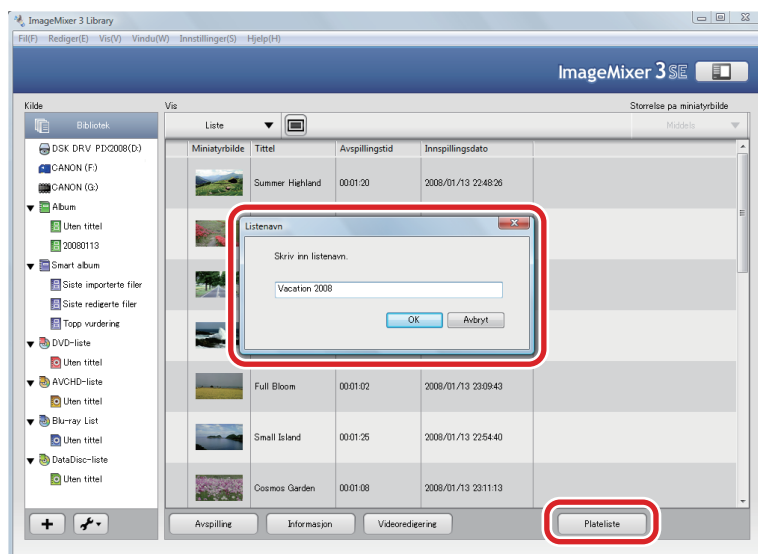 ImageMixer 3 Library
Fil(F) Rediger(E) Vis(V) Vindu(W) Innstillinger(S) Hjelp(H)
ImageMixer 3 SE
Kilde
Vis
Storrelse pa miniatyrbilde
Bibliotek
Liste
Middels
DSK DRV PIX2008(D:)
CANON (F:)
CANON (G:)
Album
Uten tittel
20080113
Smart album
Siste importerte filer
Siste redigerte filer
Topp vurdering
DVD-liste
Uten tittel
AVCHD-liste
Uten tittel
Blu-ray List
Uten tittel
DataDisc-liste
Uten tittel
Miniatyrbilde Tittel Avspillingstid Innspillingsdato
Summer Highland 00:01:20 2008/01/13 22:48:26
Listenavn
Skriv inn listenavn.
Vacation 2008
OK Avbryt
Full Bloom 00:01:02 2008/01/13 23:09:43
Small Island 00:01:25 2008/01/13 22:54:40
Cosmos Garden 00:01:08 2008/01/13 23:11:13
Avspilling Informasjon Videoredigering Plateliste